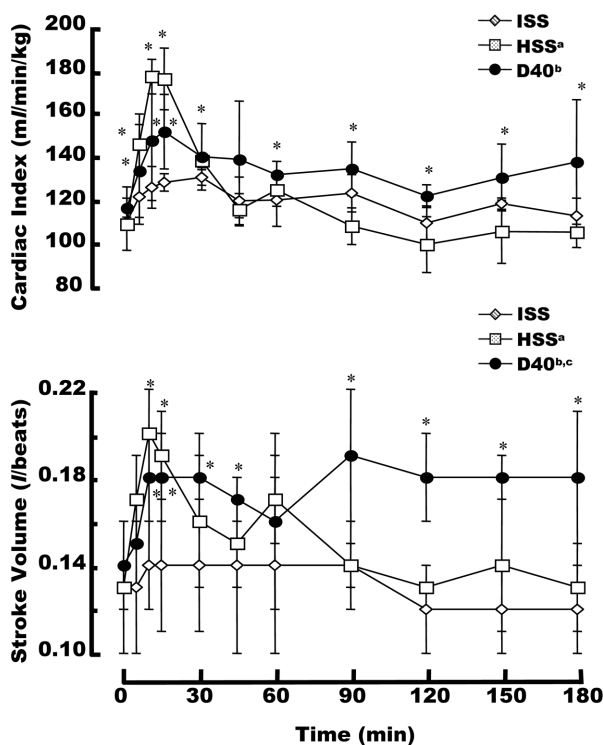 ISS
HSSa
D40b
Cardiac Index (ml/min/kg)
200
180
160
140
120
100
80
* * * * * * * * * * *
ISS
HSSa
D40b,c
Stroke Volume (l/beats)
0.22
0.18
0.14
0.10
* * * * * * * * * *
0 30 60 90 120 150 180
Time (min)